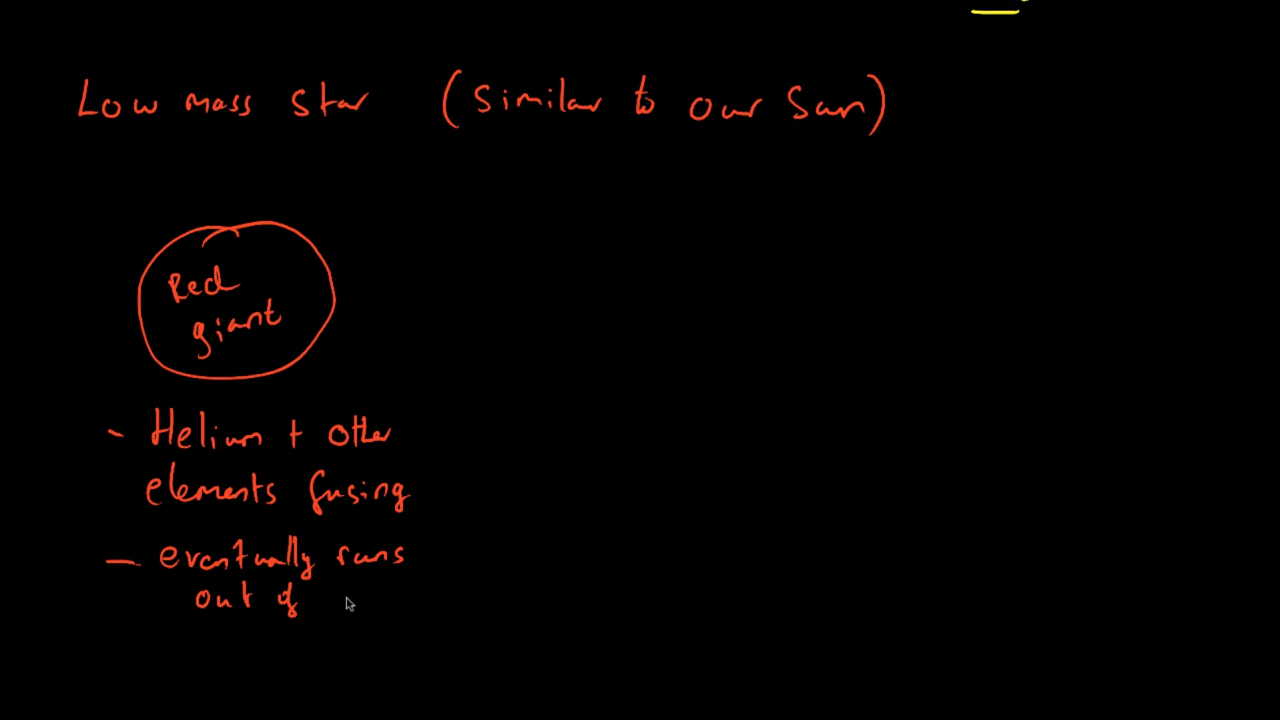 Low mass star (similar to our Sun)
Red
giant
- Helium + other
elements fusing
- eventually runs
out of